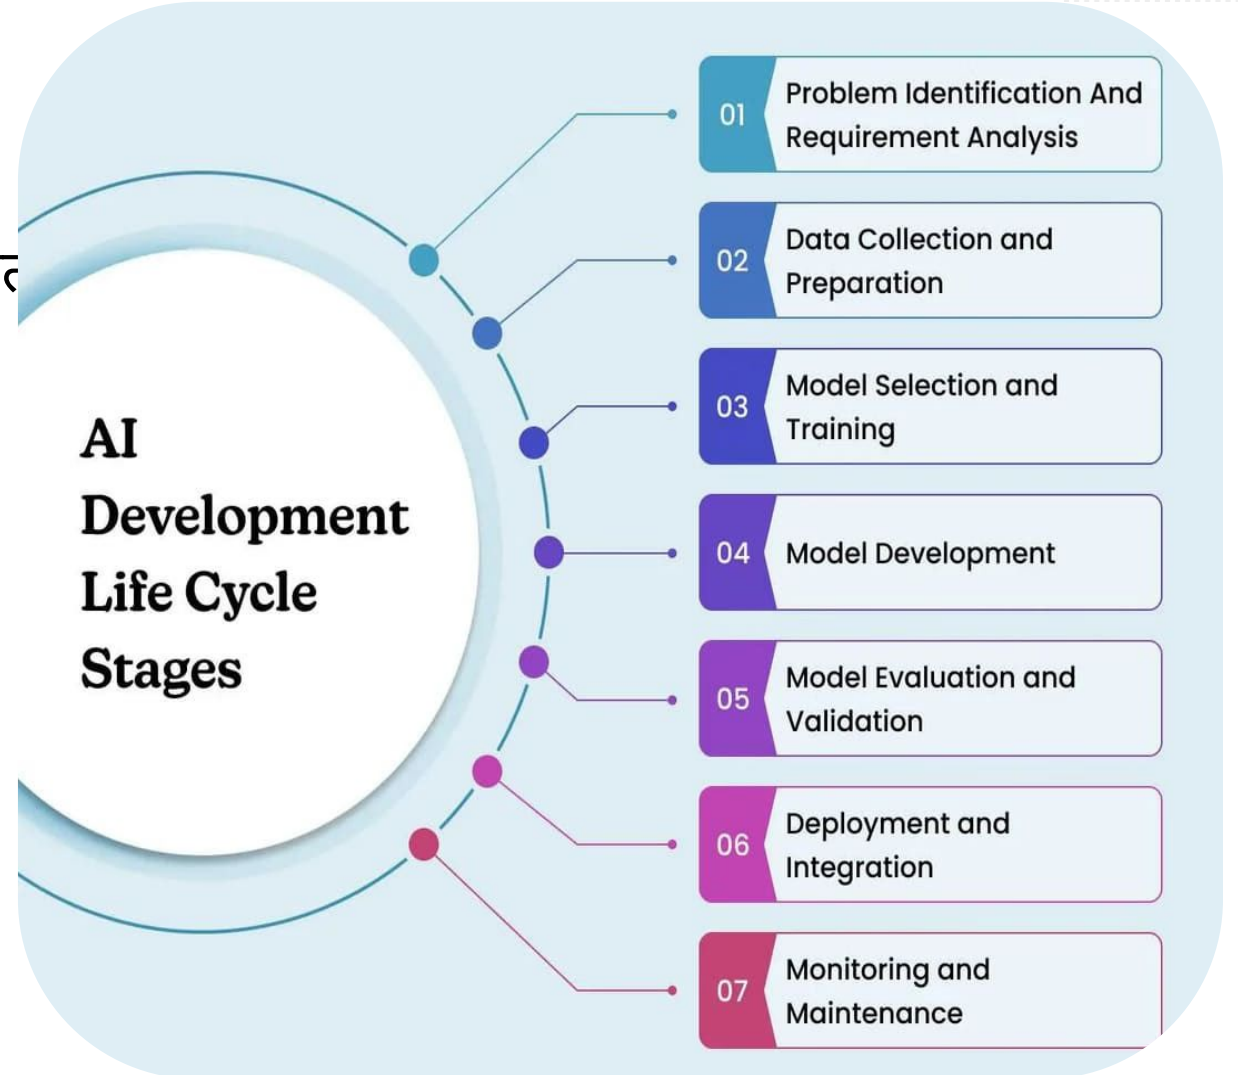 AI
Development
Life Cycle
Stages
01
Problem Identification And
Requirement Analysis
02
Data Collection and
Preparation
03
Model Selection and
Training
04
Model Development
05
Model Evaluation and
Validation
06
Deployment and
Integration
07
Monitoring and
Maintenance